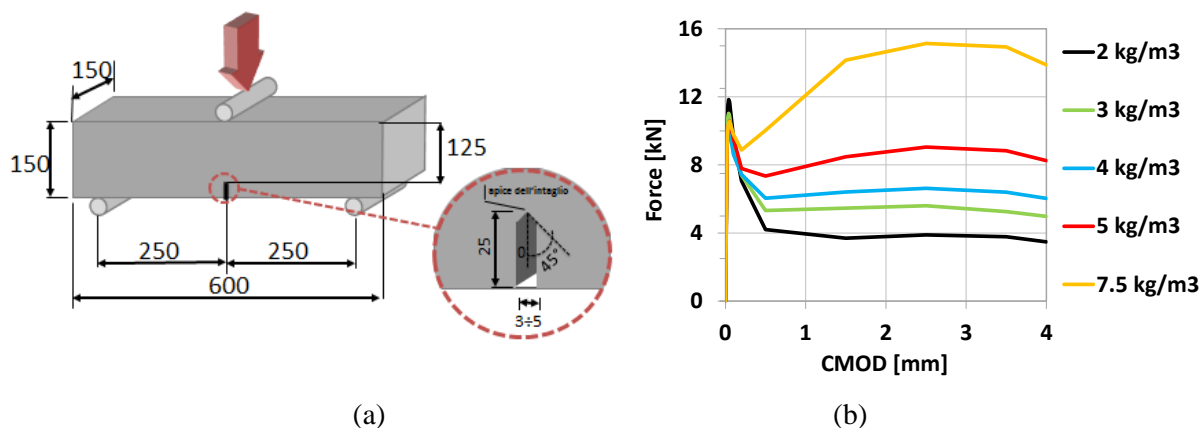 150
150
125
250
250
600
apice dell'intaglio
25
0
45°
3÷5
(a)
Force [kN]
16
12
8
4
0
0
1
2
3
4
CMOD [mm]
2 kg/m3
3 kg/m3
4 kg/m3
5 kg/m3
7.5 kg/m3
(b)